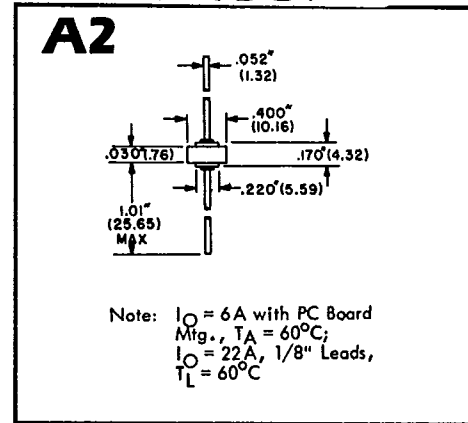 A2
.052"
(1.32)
.400"
(10.16)
.030"(.76)
.170"(4.32)
.220"(5.59)
1.01"
(25.65)
MAX
Note: IO = 6A with PC Board
Mtg., TA = 60°C;
IO = 22A, 1/8" Leads,
TL = 60°C